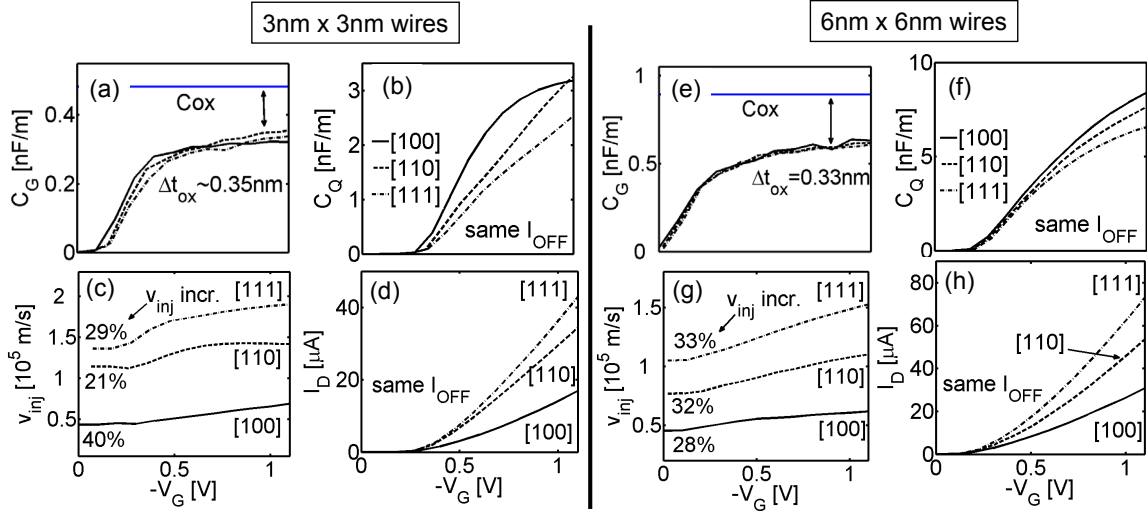 3nm x 3nm wires
6nm x 6nm wires
(a)
Cox
C_G [nF/m]
0.4
0.2
0
Δt_ox~0.35nm
(b)
C_Q [nF/m]
3
2
1
0
[100]
[110]
[111]
same I_OFF
(c)
v_inj incr.
[111]
v_inj [10^5 m/s]
2
1.5
1
0.5
29%
21%
[110]
40%
[100]
0
0.5
1
-V_G [V]
(d)
[111]
I_D [μA]
40
20
0
[110]
same I_OFF
[100]
0
0.5
1
-V_G [V]
(e)
Cox
C_G [nF/m]
1
0.5
0
Δt_ox=0.33nm
(f)
C_Q [nF/m]
10
5
0
[100]
[110]
[111]
same I_OFF
(g)
v_inj incr.
[111]
v_inj [10^5 m/s]
1.5
1
0.5
33%
[110]
32%
28%
[100]
0
0.5
1
-V_G [V]
(h)
[111]
I_D [μA]
80
60
40
20
0
[110]
same I_OFF
[100]
0
0.5
1
-V_G [V]